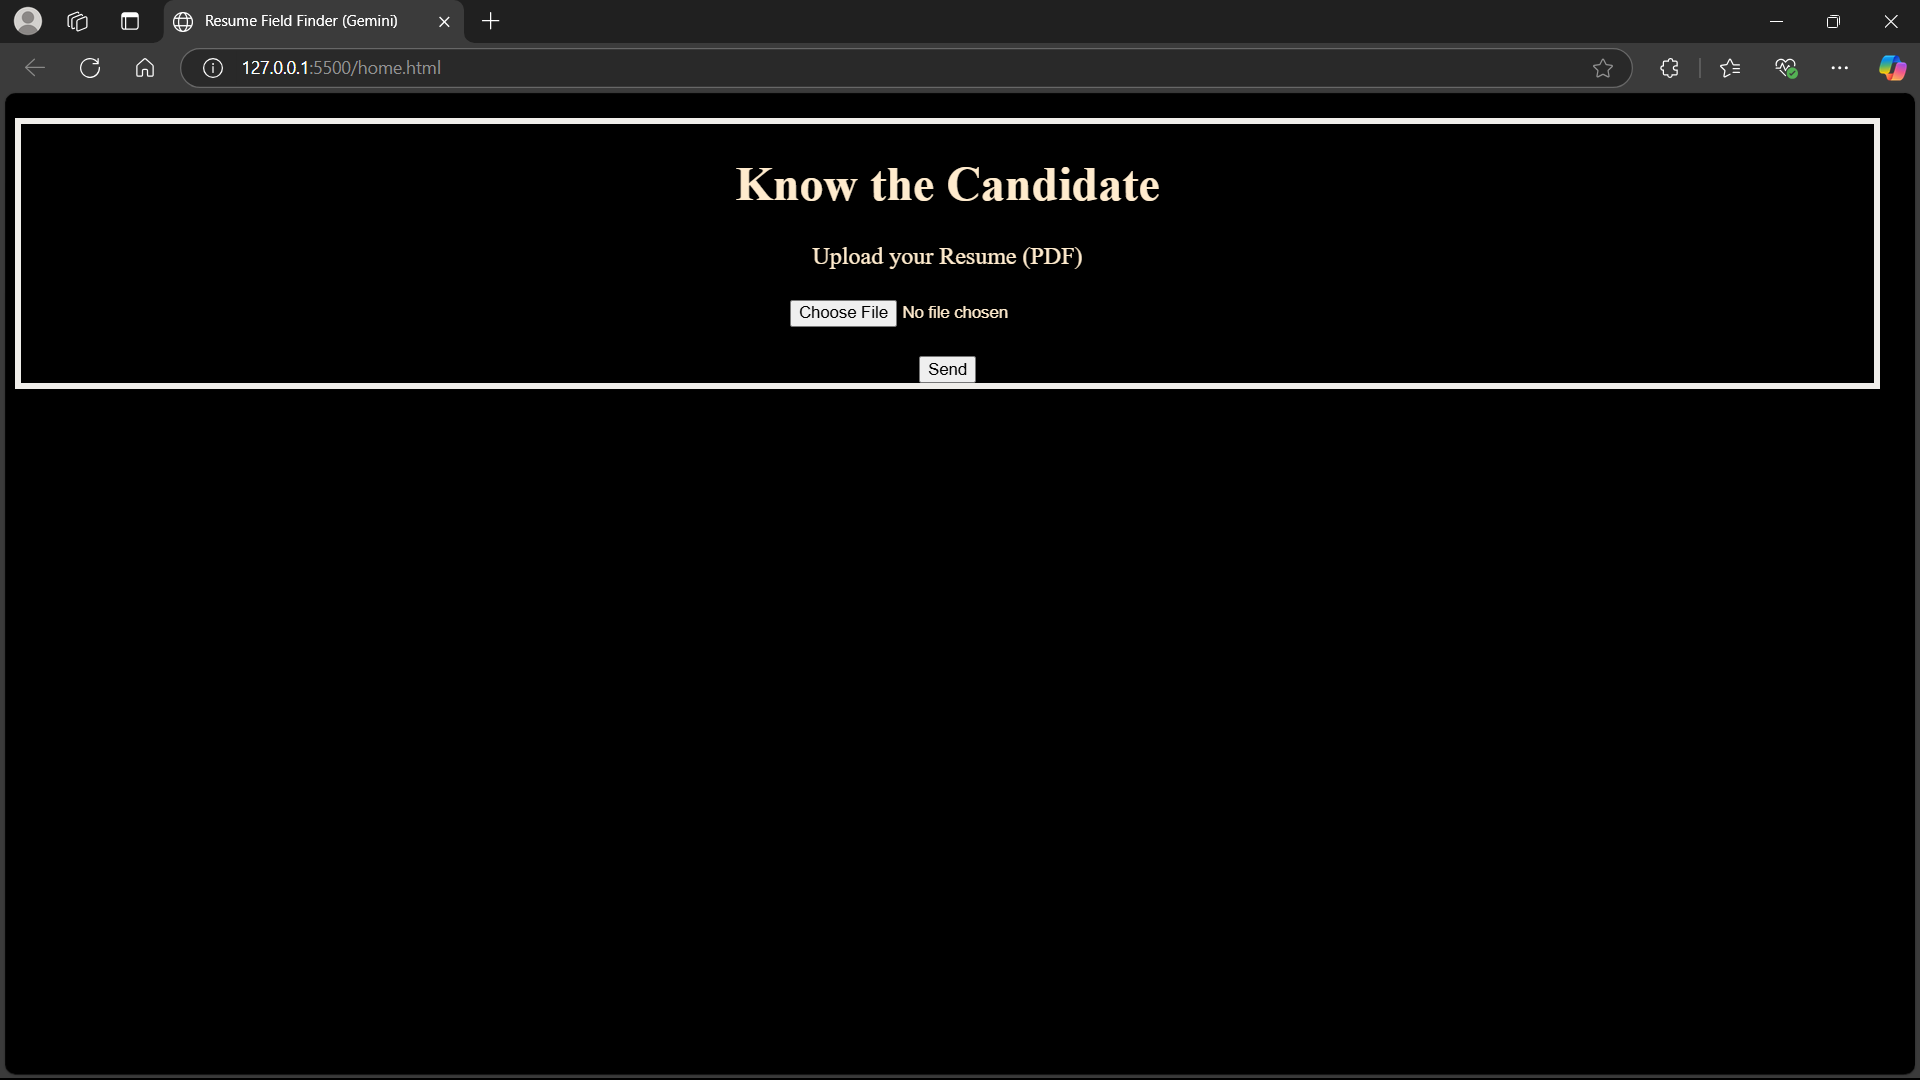 Resume Field Finder (Gemini)
127.0.0.1:5500/home.html
Know the Candidate
Upload your Resume (PDF)
Choose File No file chosen
Send